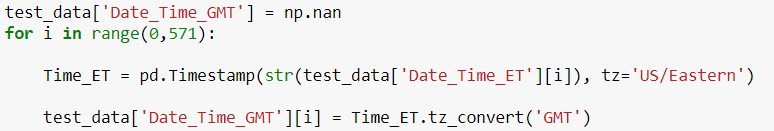 test_data['Date_Time_GMT'] = np.nan
for i in range(0,571):
Time_ET = pd.Timestamp(str(test_data['Date_Time_ET'][i]), tz='US/Eastern')
test_data['Date_Time_GMT'][i] = Time_ET.tz_convert('GMT')